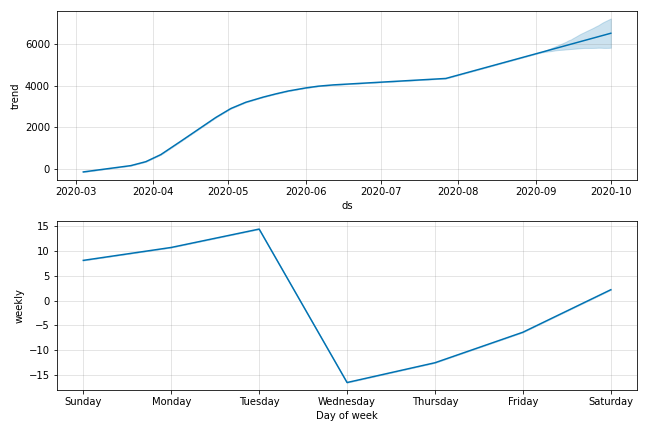 6000
4000
2000
0
trend
2020-03 2020-04 2020-05 2020-06 2020-07 2020-08 2020-09 2020-10
ds
15
10
5
0
−5
−10
−15
weekly
Sunday Monday Tuesday Wednesday Thursday Friday Saturday
Day of week